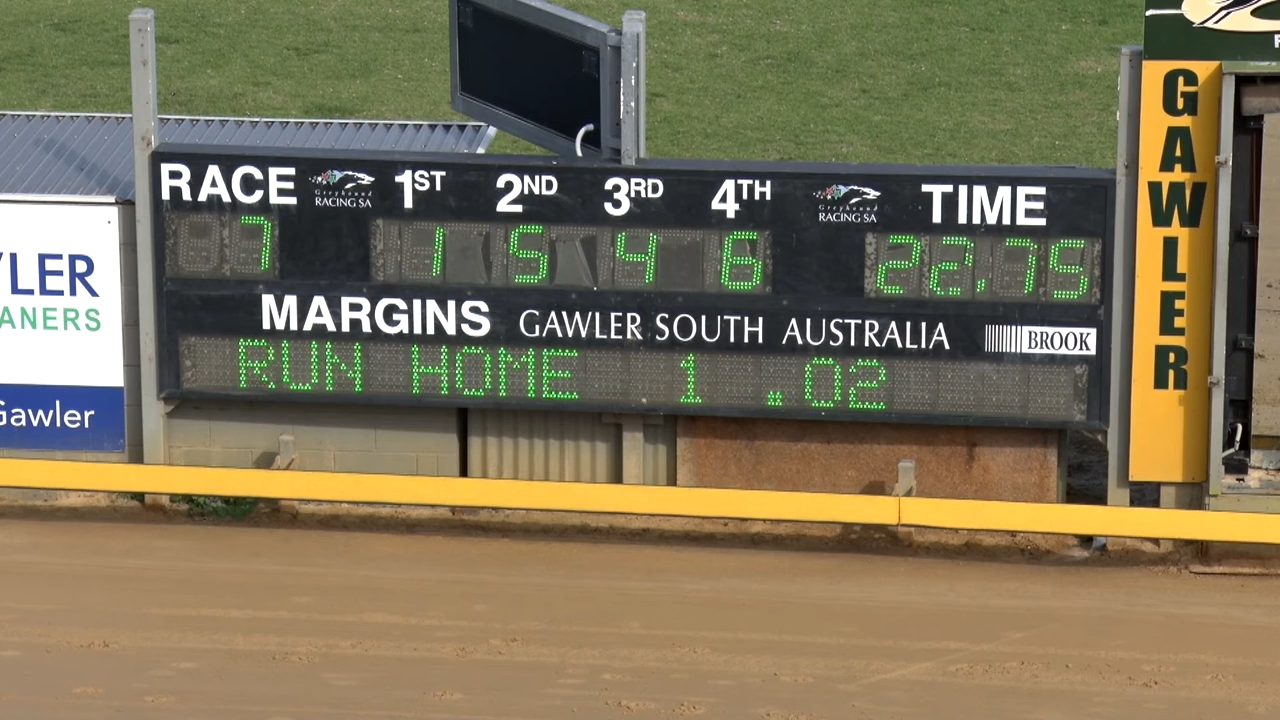 RACE
Greyhound
RACING SA
1ST
2ND
3RD
4TH
Greyhound
RACING SA
TIME
7
1
5
4
6
22.75
MARGINS
GAWLER SOUTH AUSTRALIA
BROOK
RUN HOME 1 .02
GAWLER
YLER
ANERS
Gawler